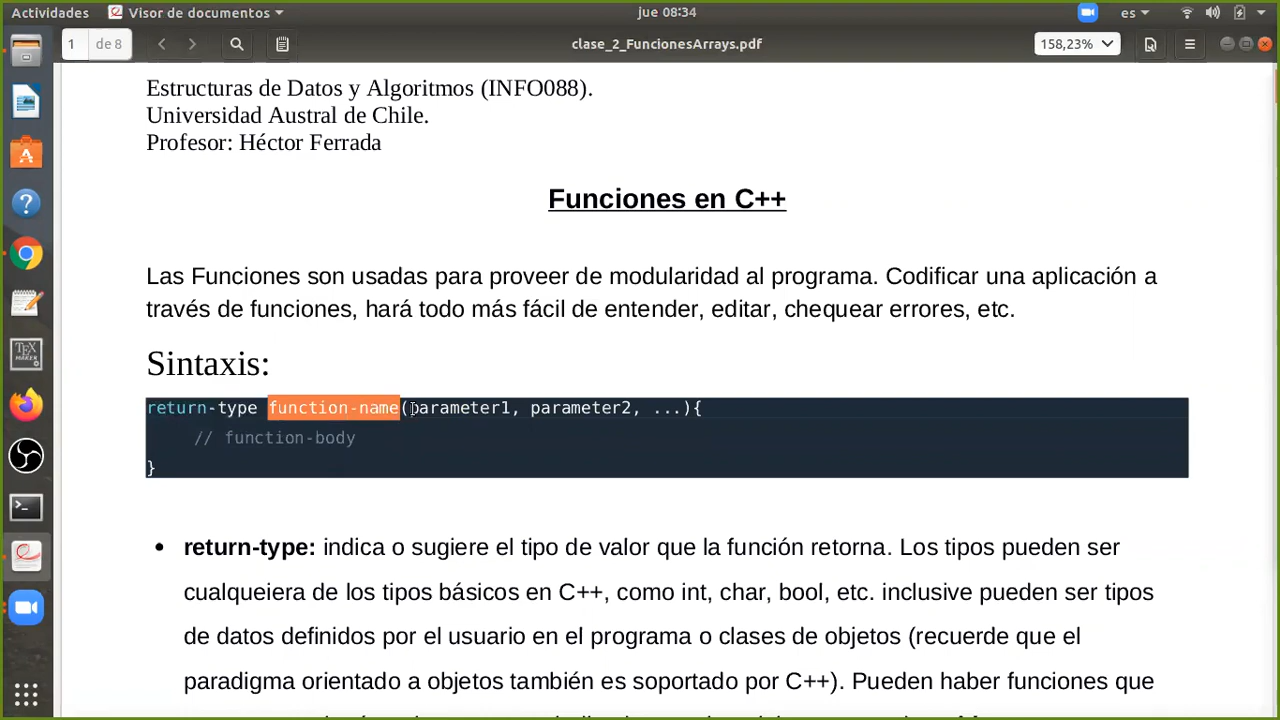 Actividades
Visor de documentos
jue 08:34
es
1 de 8
clase_2_FuncionesArrays.pdf
158,23%
Estructuras de Datos y Algoritmos (INFO088).
Universidad Austral de Chile.
Profesor: Héctor Ferrada
Funciones en C++
Las Funciones son usadas para proveer de modularidad al programa. Codificar una aplicación a
través de funciones, hará todo más fácil de entender, editar, chequear errores, etc.
Sintaxis:
return-type function-name(parameter1, parameter2, ...){
// function-body
}
• return-type: indica o sugiere el tipo de valor que la función retorna. Los tipos pueden ser
cualqueiera de los tipos básicos en C++, como int, char, bool, etc. inclusive pueden ser tipos
de datos definidos por el usuario en el programa o clases de objetos (recuerde que el
paradigma orientado a objetos también es soportado por C++). Pueden haber funciones que